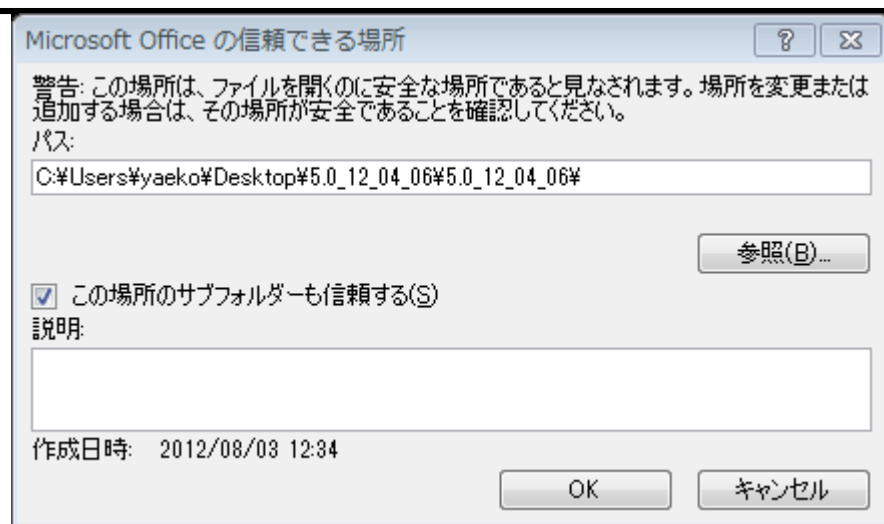 Microsoft Office の信頼できる場所
警告: この場所は、ファイルを開くのに安全な場所であると見なされます。場所を変更または
追加する場合は、その場所が安全であることを確認してください。
パス:
C:¥Users¥yaeko¥Desktop¥5.0_12_04_06¥5.0_12_04_06¥
参照(B)...
この場所のサブフォルダーも信頼する(S)
説明:
作成日時: 2012/08/03 12:34
OK キャンセル